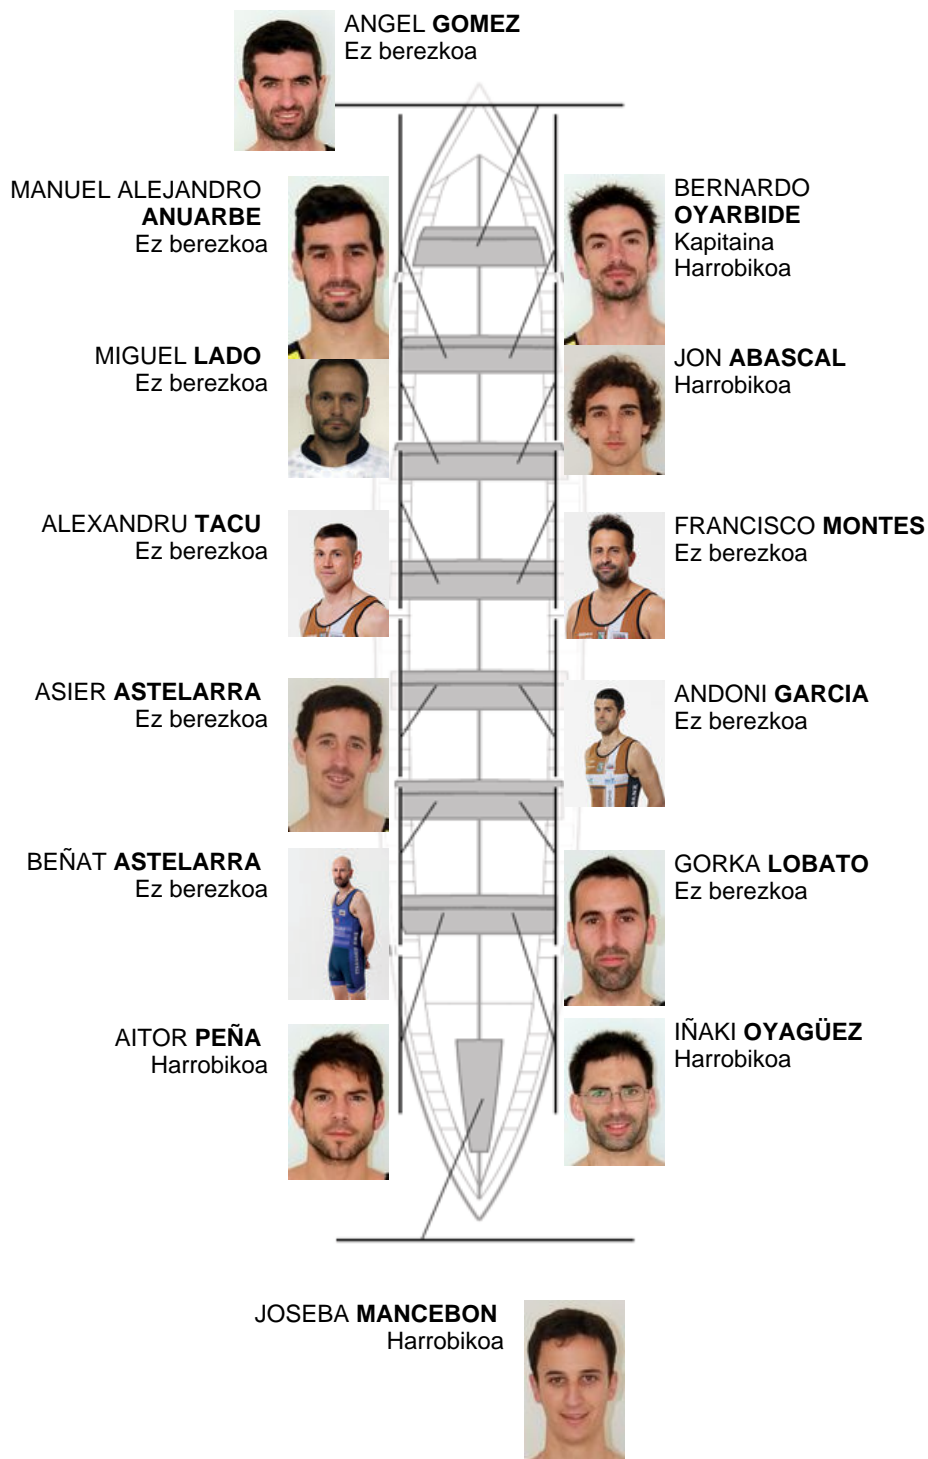 ANGEL GOMEZ
Ez berezkoa
MANUEL ALEJANDRO
ANUARBE
Ez berezkoa
BERNARDO
OYARBIDE
Kapitaina
Harrobikoa
MIGUEL LADO
Ez berezkoa
JON ABASCAL
Harrobikoa
ALEXANDRU TACU
Ez berezkoa
FRANCISCO MONTES
Ez berezkoa
ASIER ASTELARRA
Ez berezkoa
ANDONI GARCIA
Ez berezkoa
BEÑAT ASTELARRA
Ez berezkoa
GORKA LOBATO
Ez berezkoa
AITOR PEÑA
Harrobikoa
IÑAKI OYAGÜEZ
Harrobikoa
JOSEBA MANCEBON
Harrobikoa